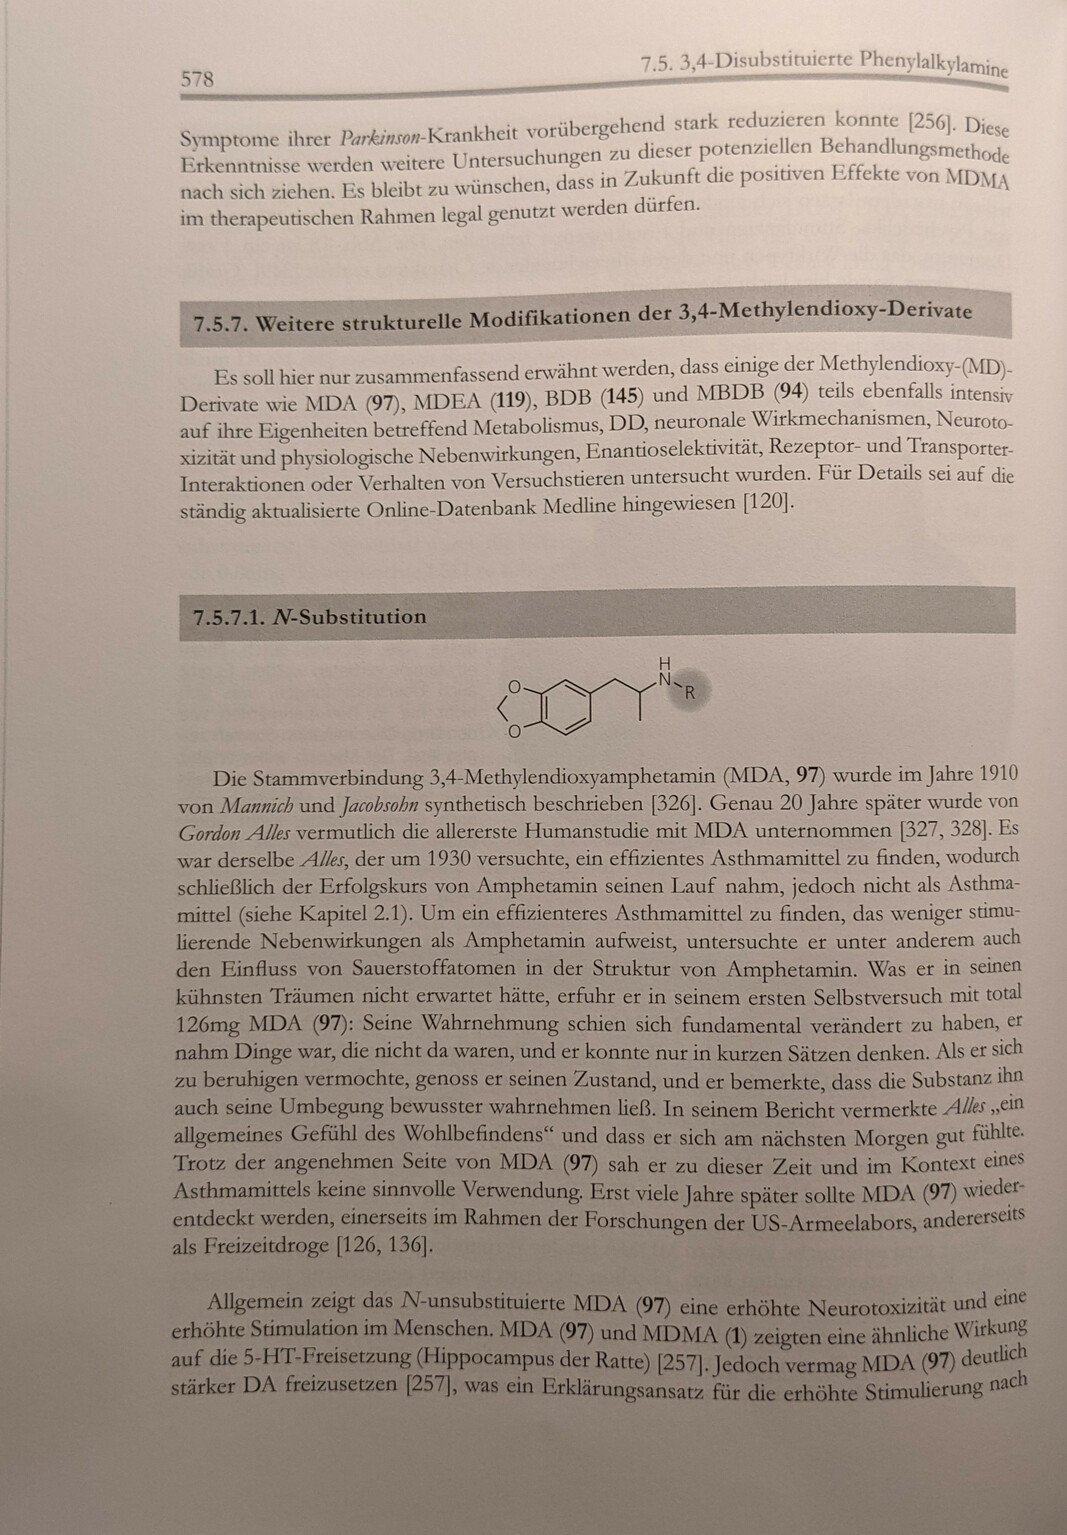 578
7.5. 3,4-Disubstituierte Phenylalkylamine
Symptome ihrer Parkinson-Krankheit vorübergehend stark reduzieren konnte [256]. Diese
Erkenntnisse werden weitere Untersuchungen zu dieser potenziellen Behandlungsmethode
nach sich ziehen. Es bleibt zu wünschen, dass in Zukunft die positiven Effekte von MDMA
im therapeutischen Rahmen legal genutzt werden dürfen.
7.5.7. Weitere strukturelle Modifikationen der 3,4-Methylendioxy-Derivate
Es soll hier nur zusammenfassend erwähnt werden, dass einige der Methylendioxy-(MD)-
Derivate wie MDA (97), MDEA (119), BDB (145) und MBDB (94) teils ebenfalls intensiv
auf ihre Eigenheiten betreffend Metabolismus, DD, neuronale Wirkmechanismen, Neuroto-
xizität und physiologische Nebenwirkungen, Enantioselektivität, Rezeptor- und Transporter-
Interaktionen oder Verhalten von Versuchstieren untersucht wurden. Für Details sei auf die
ständig aktualisierte Online-Datenbank Medline hingewiesen [120].
7.5.7.1. N-Substitution
H
N
R
O
O
Die Stammverbindung 3,4-Methylendioxyamphetamin (MDA, 97) wurde im Jahre 1910
von Mannich und Jacobsohn synthetisch beschrieben [326]. Genau 20 Jahre später wurde von
Gordon Alles vermutlich die allererste Humanstudie mit MDA unternommen [327, 328]. Es
war derselbe Alles, der um 1930 versuchte, ein effizientes Asthmamittel zu finden, wodurch
schließlich der Erfolgskurs von Amphetamin seinen Lauf nahm, jedoch nicht als Asthma-
mittel (siehe Kapitel 2.1). Um ein effizienteres Asthmamittel zu finden, das weniger stimu-
lierende Nebenwirkungen als Amphetamin aufweist, untersuchte er unter anderem auch
den Einfluss von Sauerstoffatomen in der Struktur von Amphetamin. Was er in seinen
kühnsten Träumen nicht erwartet hätte, erfuhr er in seinem ersten Selbstversuch mit total
126mg MDA (97): Seine Wahrnehmung schien sich fundamental verändert zu haben, er
nahm Dinge war, die nicht da waren, und er konnte nur in kurzen Sätzen denken. Als er sich
zu beruhigen vermochte, genoss er seinen Zustand, und er bemerkte, dass die Substanz ihn
auch seine Umbegung bewusster wahrnehmen ließ. In seinem Bericht vermerkte Alles „ein
allgemeines Gefühl des Wohlbefindens“ und dass er sich am nächsten Morgen gut fühlte.
Trotz der angenehmen Seite von MDA (97) sah er zu dieser Zeit und im Kontext eines
Asthmamittels keine sinnvolle Verwendung. Erst viele Jahre später sollte MDA (97) wieder-
entdeckt werden, einerseits im Rahmen der Forschungen der US-Armeelabors, andererseits
als Freizeitdroge [126, 136].
Allgemein zeigt das N-unsubstituierte MDA (97) eine erhöhte Neurotoxizität und eine
erhöhte Stimulation im Menschen. MDA (97) und MDMA (1) zeigten eine ähnliche Wirkung
auf die 5-HT-Freisetzung (Hippocampus der Ratte) [257]. Jedoch vermag MDA (97) deutlich
stärker DA freizusetzen [257], was ein Erklärungsansatz für die erhöhte Stimulierung nach